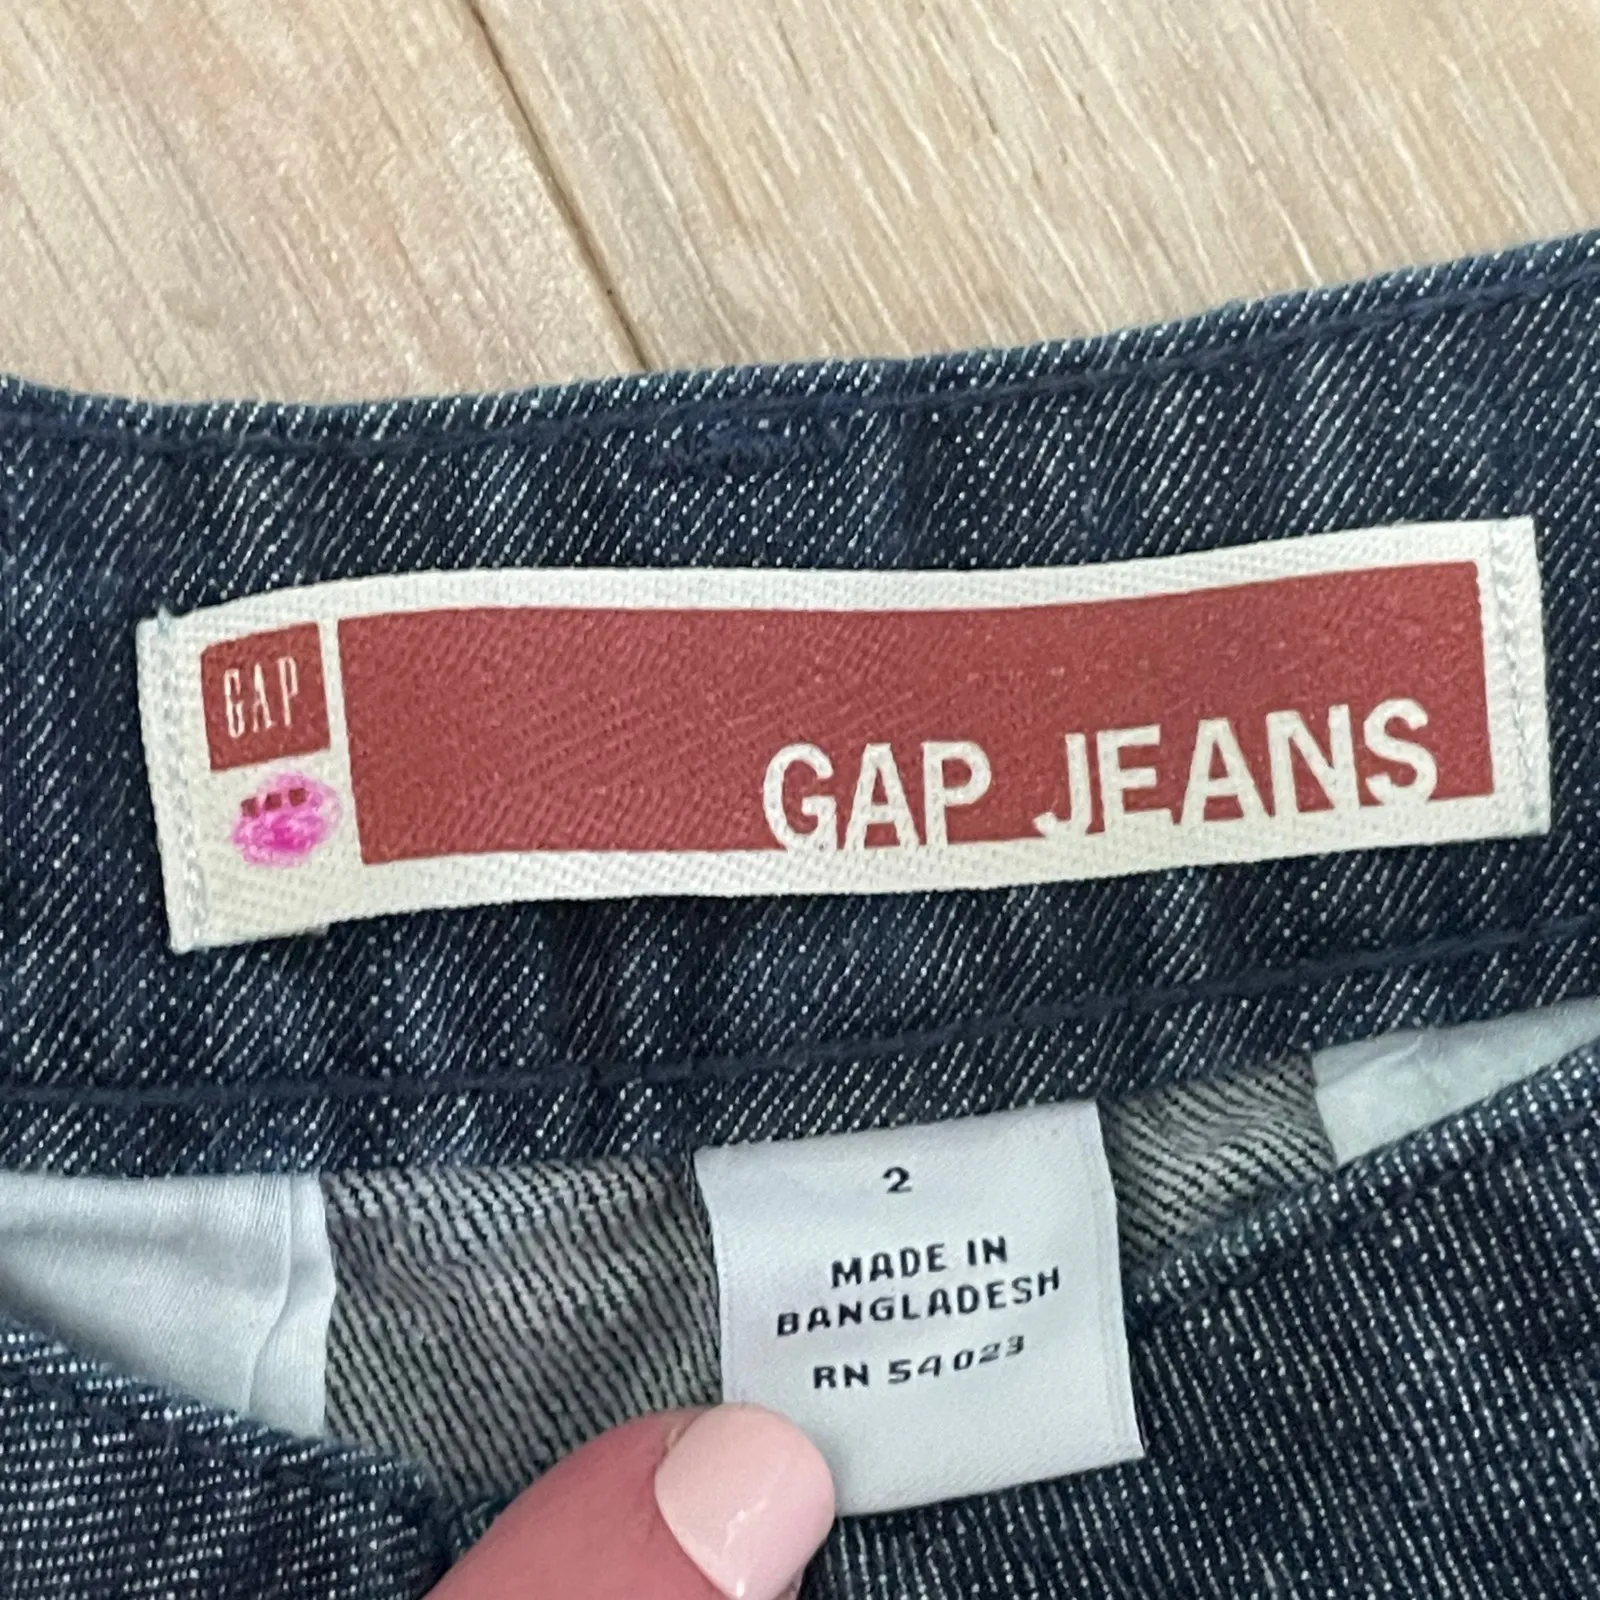 GAP
GAP JEANS
2
MADE IN
BANGLADESH
RN 54023